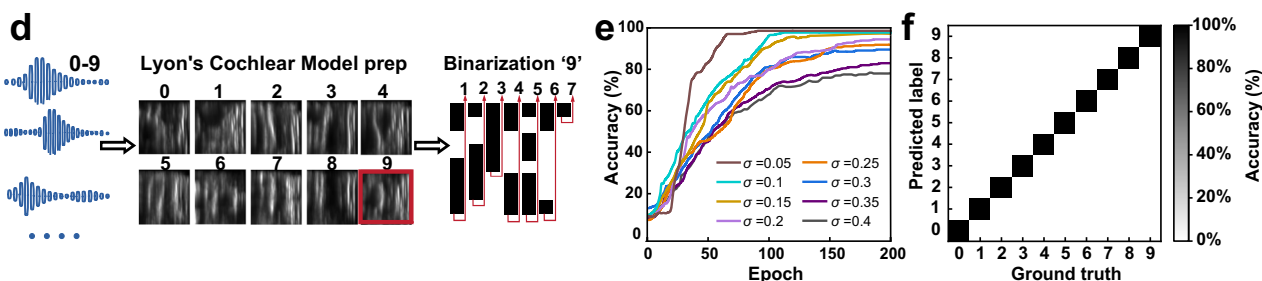 d
0-9
Lyon's Cochlear Model prep
0 1 2 3 4
5 6 7 8 9
Binarization ‘9’
1 2 3 4 5 6 7
e
Accuracy (%)
100
80
60
40
20
0
0 50 100 150 200
Epoch
σ =0.05
σ =0.1
σ =0.15
σ =0.2
σ =0.25
σ =0.3
σ =0.35
σ =0.4
f
Predicted label
9
8
7
6
5
4
3
2
1
0
0 1 2 3 4 5 6 7 8 9
Ground truth
100%
80%
60%
40%
20%
0%
Accuracy (%)